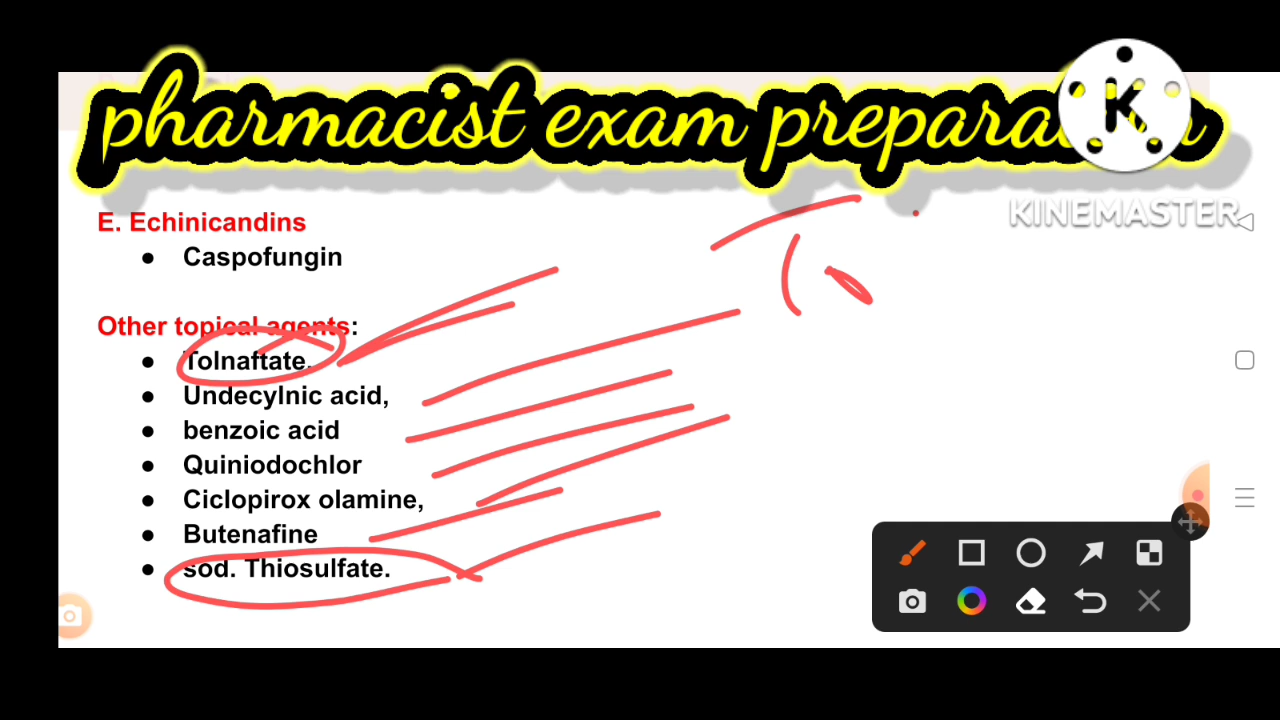 pharmacist exam
KINEMASTER
E. Echinicandins
● Caspofungin
Other topical agents:
● Tolnaftate,
● Undecylnic acid,
● benzoic acid
● Quiniodochlor
● Ciclopirox olamine,
● Butenafine
● sod. Thiosulfate.